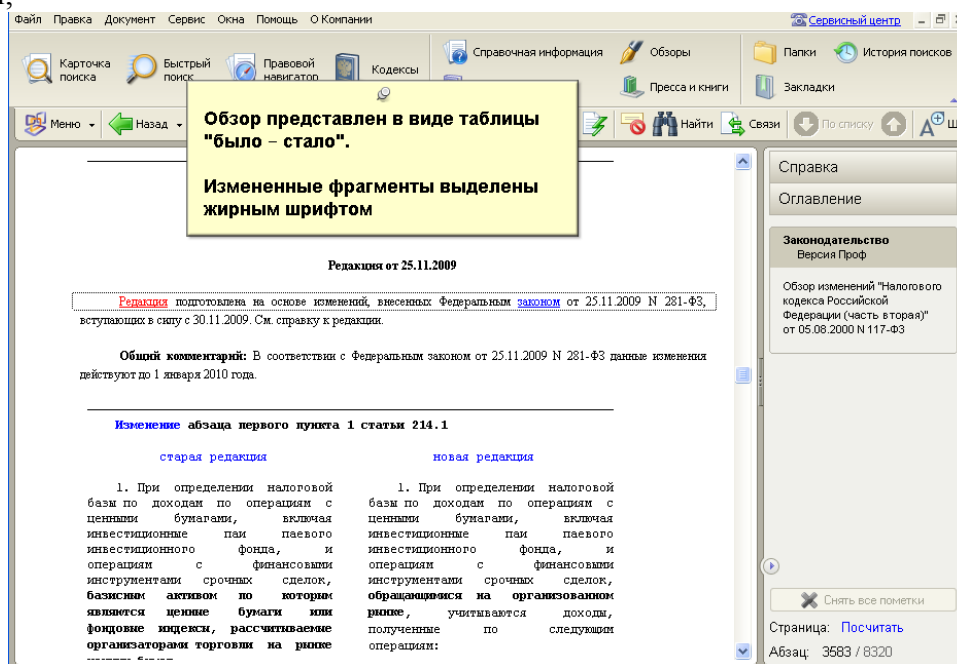 Файл Правка Документ Сервис Окна Помощь О Компании
Сервисный центр
Карточка поиска
Быстрый поиск
Правовой навигатор
Кодексы
Справочная информация
Обзоры
Пресса и книги
Папки
История поисков
Закладки
Меню
Назад
Найти
Связи
По списку
Обзор представлен в виде таблицы
"было – стало".
Измененные фрагменты выделены
жирным шрифтом
Редакция от 25.11.2009
Редакция подготовлена на основе изменений, внесенных Федеральным законом от 25.11.2009 N 281-ФЗ,
вступающих в силу с 30.11.2009. См. справку к редакции.
Общий комментарий: В соответствии с Федеральным законом от 25.11.2009 N 281-ФЗ данные изменения
действуют до 1 января 2010 года.
Изменение абзаца первого пункта 1 статьи 214.1
старая редакция
1. При определении налоговой
базы по доходам по операциям с
ценными бумагами, включая
инвестиционные паи паевого
инвестиционного фонда, и
операциям с финансовыми
инструментами срочных сделок,
базисным активом по которым
являются ценные бумаги или
фондовые индексы, рассчитываемые
организаторами торговли на рынке
новая редакция
1. При определении налоговой
базы по доходам по операциям с
ценными бумагами, включая
инвестиционные паи паевого
инвестиционного фонда, и
операциям с финансовыми
инструментами срочных сделок,
обращающимися на организованном
рынке, учитываются доходы,
полученные по следующим
операциям:
Справка
Оглавление
Законодательство
Версия Проф
Обзор изменений "Налогового
кодекса Российской
Федерации (часть вторая)"
от 05.08.2000 N 117-ФЗ
Снять все пометки
Страница: Посчитать
Абзац: 3583 / 8320